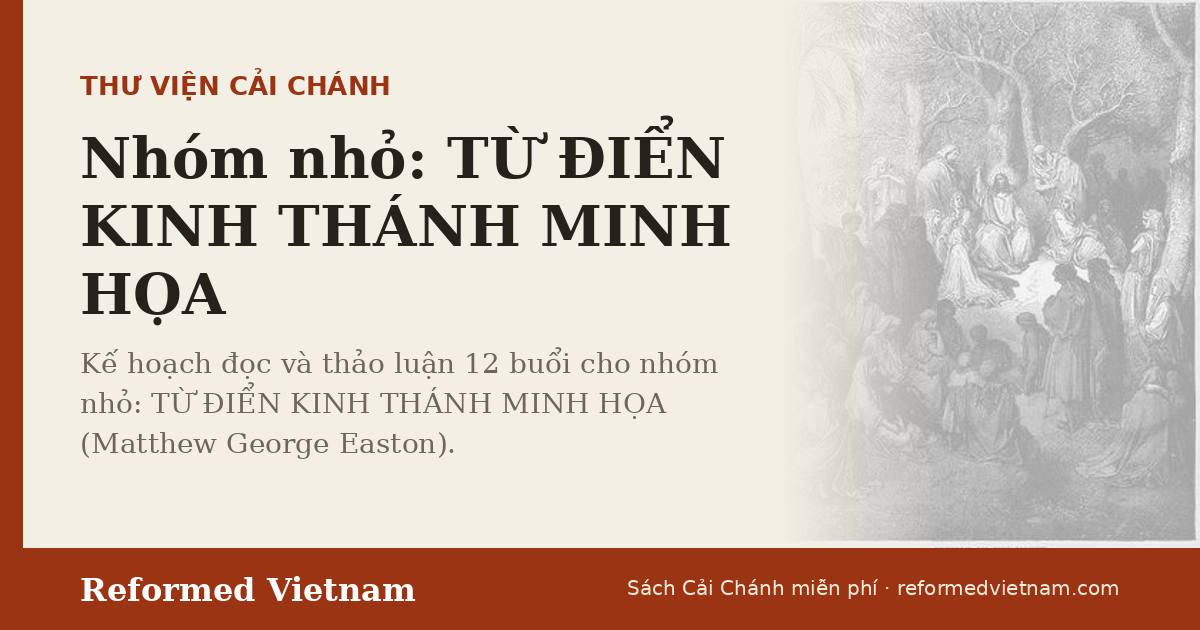 THƯ VIỆN CẢI CHÁNH
Nhóm nhỏ: TỪ ĐIỂN
KINH THÁNH MINH
HỌA
Kế hoạch đọc và thảo luận 12 buổi cho nhóm
nhỏ: TỪ ĐIỂN KINH THÁNH MINH HỌA
(Matthew George Easton).
Reformed Vietnam
Sách Cải Chánh miễn phí · reformedvietnam.com